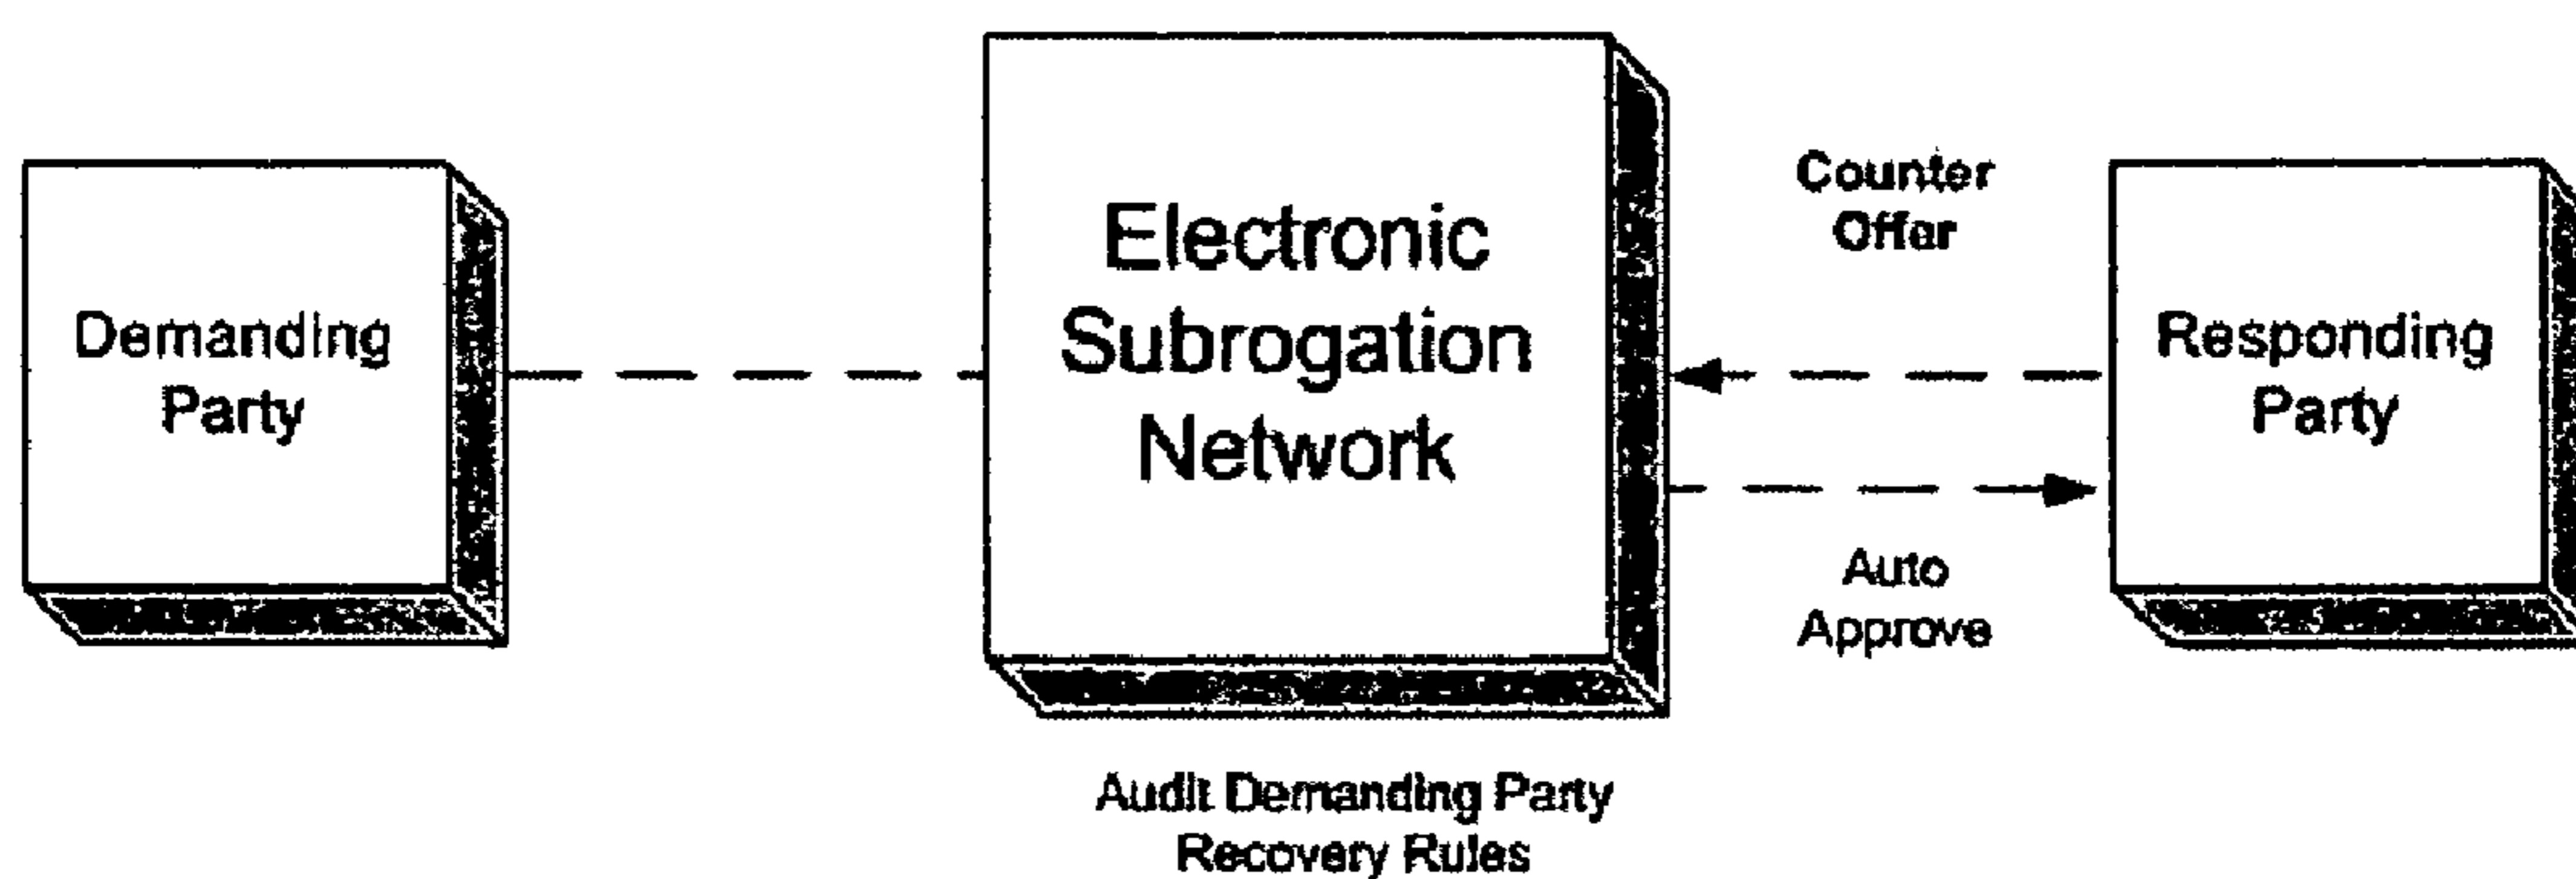 Demanding
Party
Electronic
Subrogation
Network
Counter
Offer
Auto
Approve
Responding
Party
Audit Demanding Party
Recovery Rules